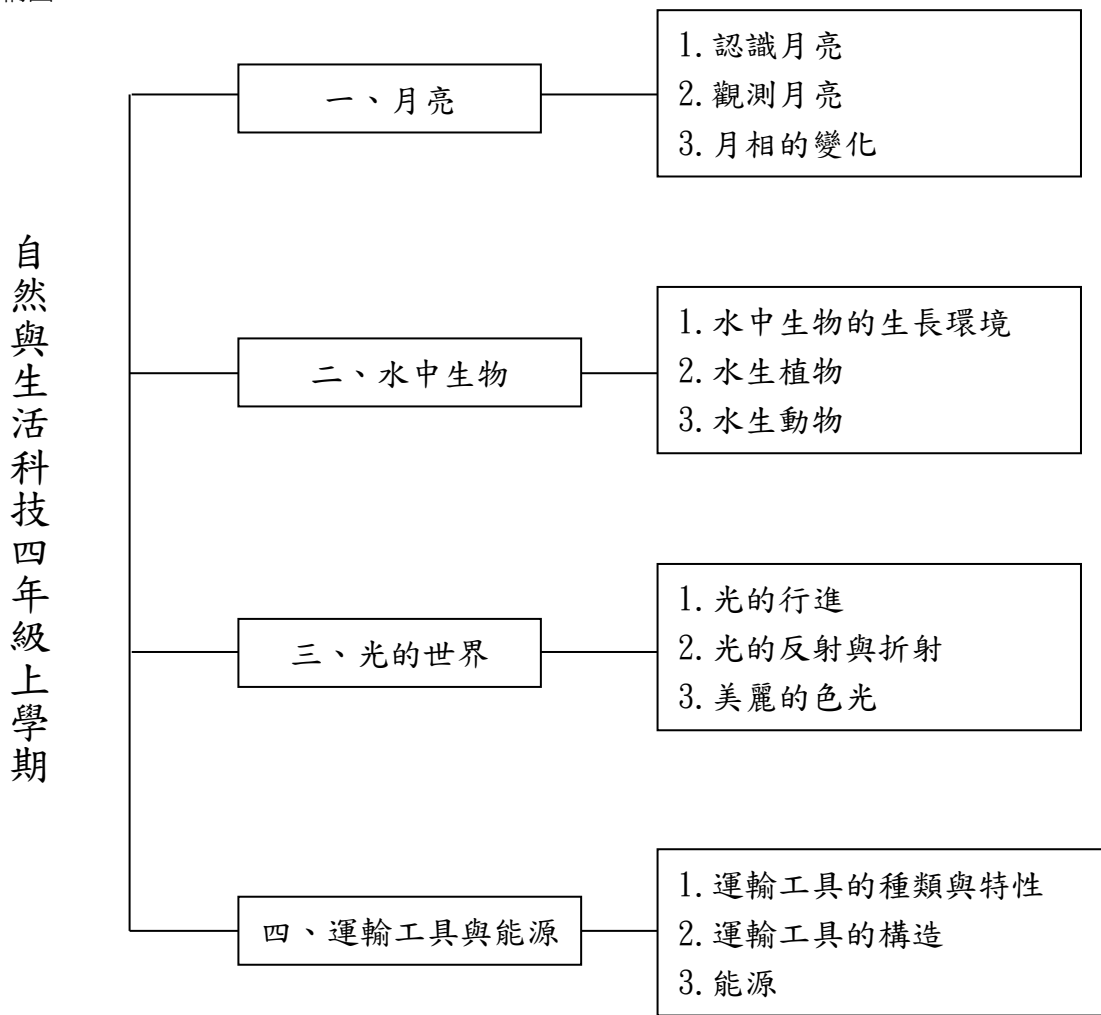 自然與生活科技四年級上學期
一、月亮
1.認識月亮
2.觀測月亮
3.月相的變化
二、水中生物
1.水中生物的生長環境
2.水生植物
3.水生動物
三、光的世界
1.光的行進
2.光的反射與折射
3.美麗的色光
四、運輸工具與能源
1.運輸工具的種類與特性
2.運輸工具的構造
3.能源